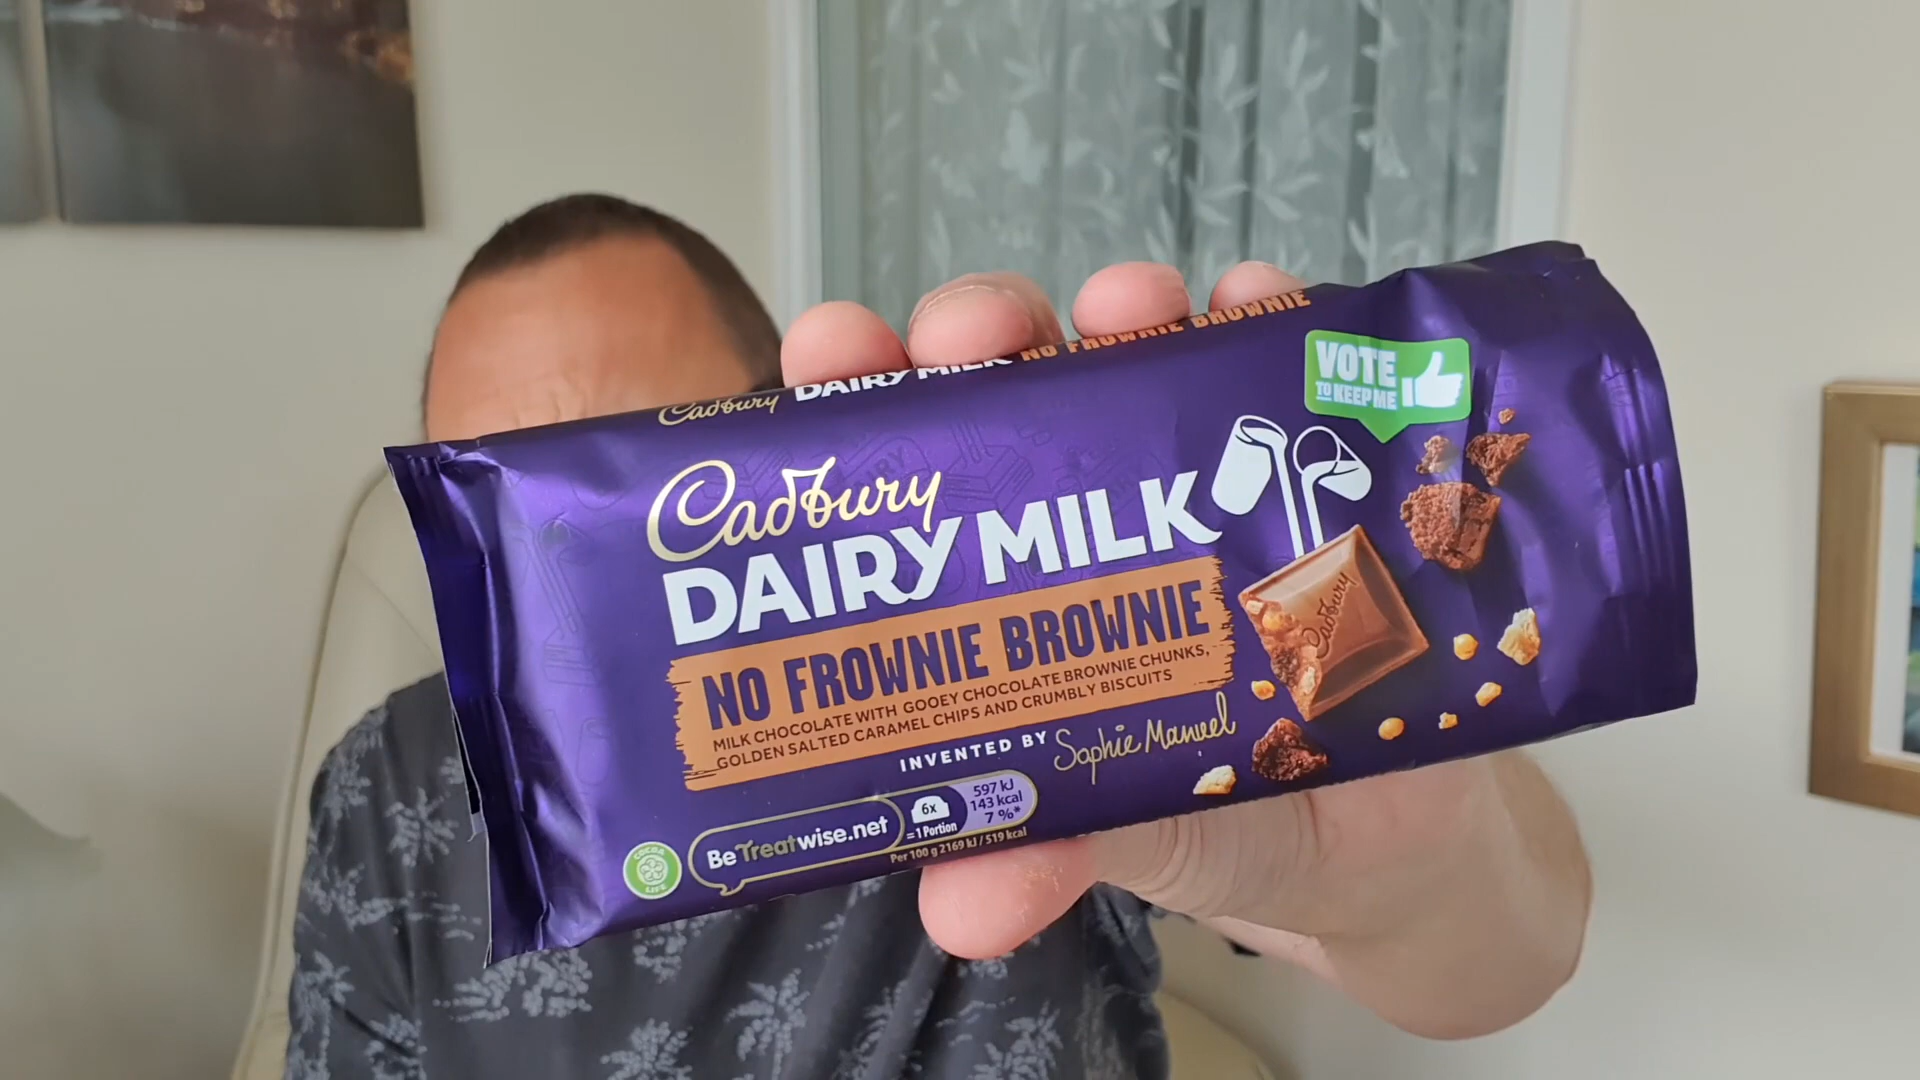 Cadbury DAIRY MILK NO FROWNIE BROWNIE
VOTE
TO KEEP ME
Cadbury
DAIRY MILK
NO FROWNIE BROWNIE
MILK CHOCOLATE WITH GOOEY CHOCOLATE BROWNIE CHUNKS,
GOLDEN SALTED CARAMEL CHIPS AND CRUMBLY BISCUITS
INVENTED BY Sophie Manuel
Cadbury
COCOA
LIFE
BeTreatwise.net
6x
= 1 Portion
597 kJ
143 kcal
7 %*
Per 100 g 2169 kJ / 519 kcal